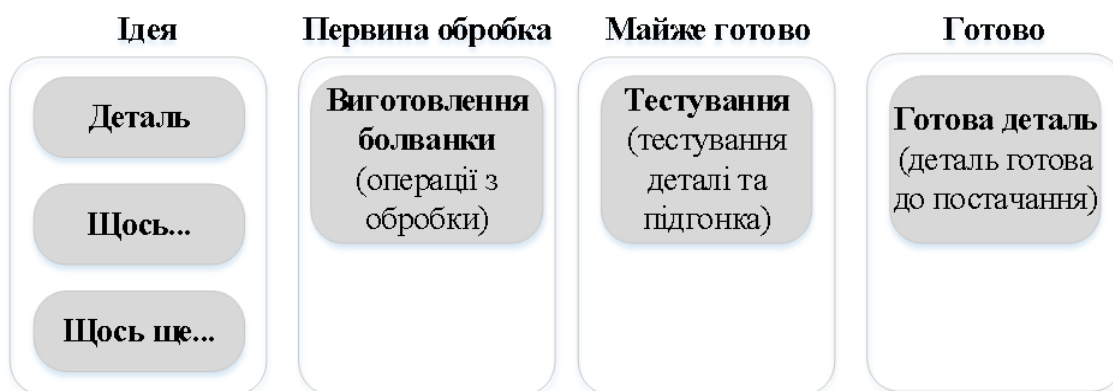 Ідея
Деталь
Щось...
Щось ще...
Первина обробка
Виготовлення
болванки
(операції з
обробки)
Майже готово
Тестування
(тестування
деталі та
підгонка)
Готово
Готова деталь
(деталь готова
до постачання)